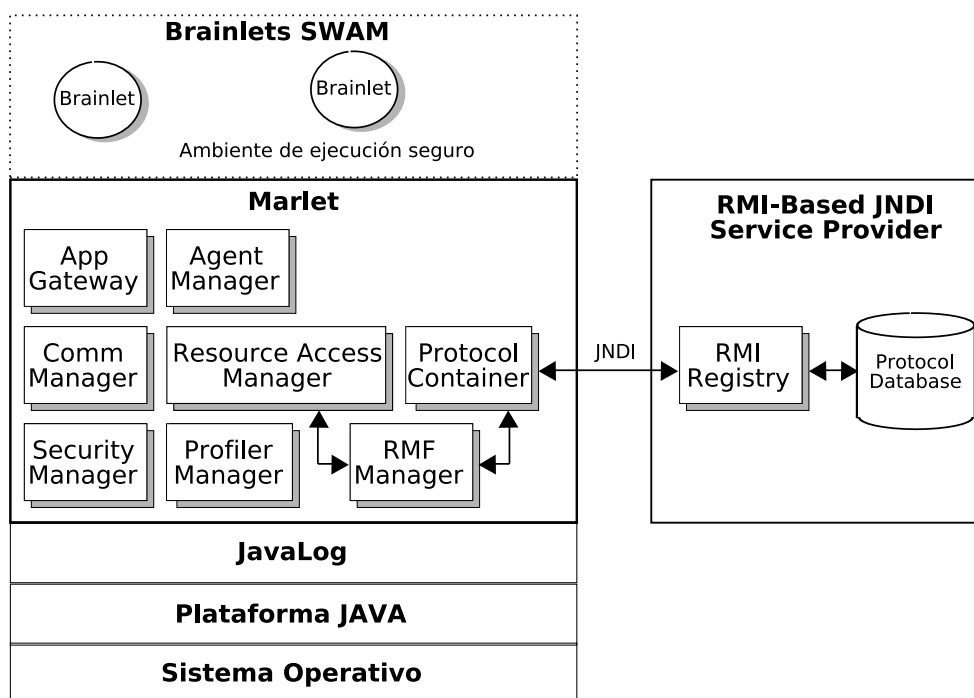 Brainlets SWAM
Brainlet
Brainlet
Ambiente de ejecución seguro
Marlet
App
Gateway
Agent
Manager
Comm
Manager
Resource Access
Manager
Protocol
Container
Security
Manager
Profiler
Manager
RMF
Manager
JNDI
RMI-Based JNDI
Service Provider
RMI
Registry
Protocol
Database
JavaLog
Plataforma JAVA
Sistema Operativo